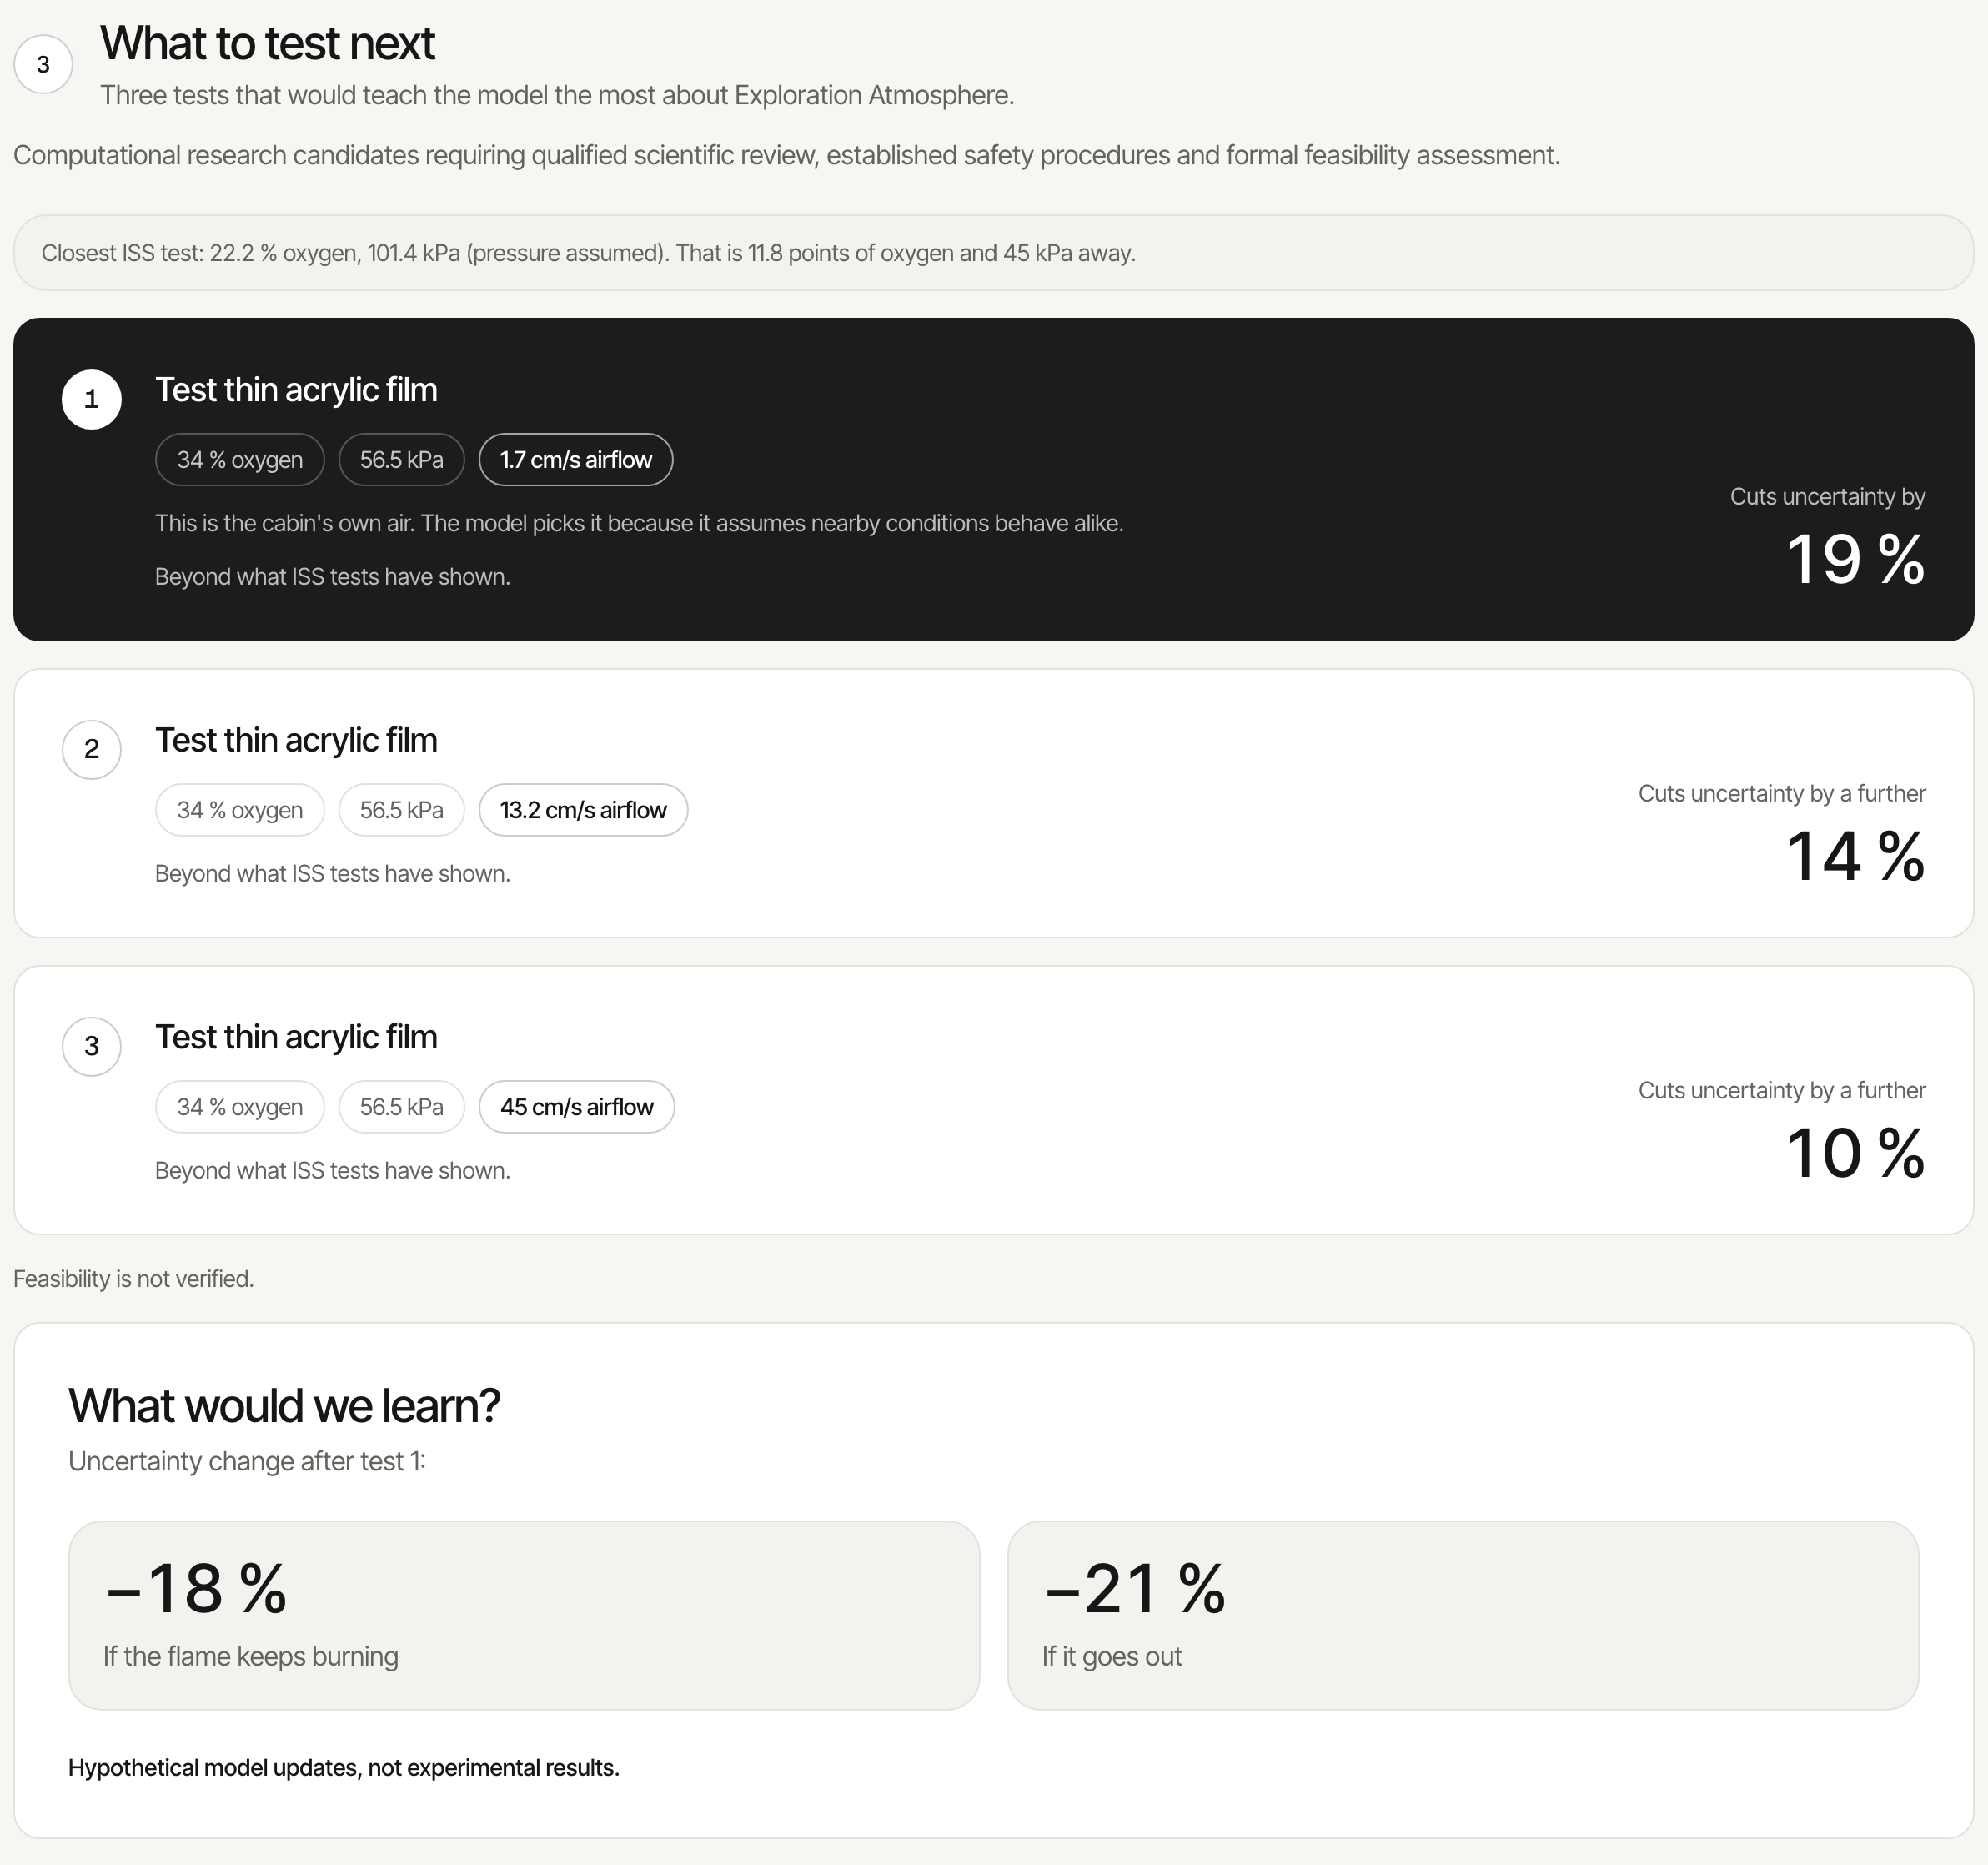 3
What to test next
Three tests that would teach the model the most about Exploration Atmosphere.
Computational research candidates requiring qualified scientific review, established safety procedures and formal feasibility assessment.
Closest ISS test: 22.2 % oxygen, 101.4 kPa (pressure assumed). That is 11.8 points of oxygen and 45 kPa away.
1
Test thin acrylic film
34 % oxygen 56.5 kPa 1.7 cm/s airflow
This is the cabin's own air. The model picks it because it assumes nearby conditions behave alike.
Beyond what ISS tests have shown.
Cuts uncertainty by
19 %
2
Test thin acrylic film
34 % oxygen 56.5 kPa 13.2 cm/s airflow
Beyond what ISS tests have shown.
Cuts uncertainty by a further
14 %
3
Test thin acrylic film
34 % oxygen 56.5 kPa 45 cm/s airflow
Beyond what ISS tests have shown.
Cuts uncertainty by a further
10 %
Feasibility is not verified.
What would we learn?
Uncertainty change after test 1:
−18 %
If the flame keeps burning
−21 %
If it goes out
Hypothetical model updates, not experimental results.